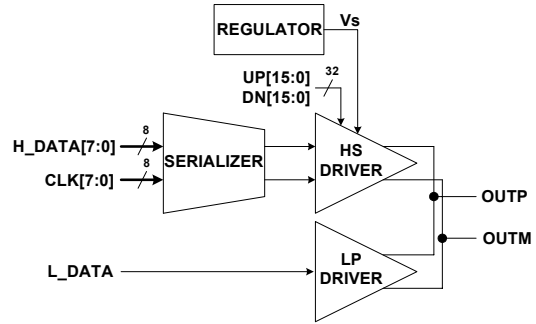 REGULATOR
Vs
UP[15:0]
DN[15:0]
32
H_DATA[7:0]
8
CLK[7:0]
8
SERIALIZER
HS
DRIVER
OUTP
OUTM
L_DATA
LP
DRIVER